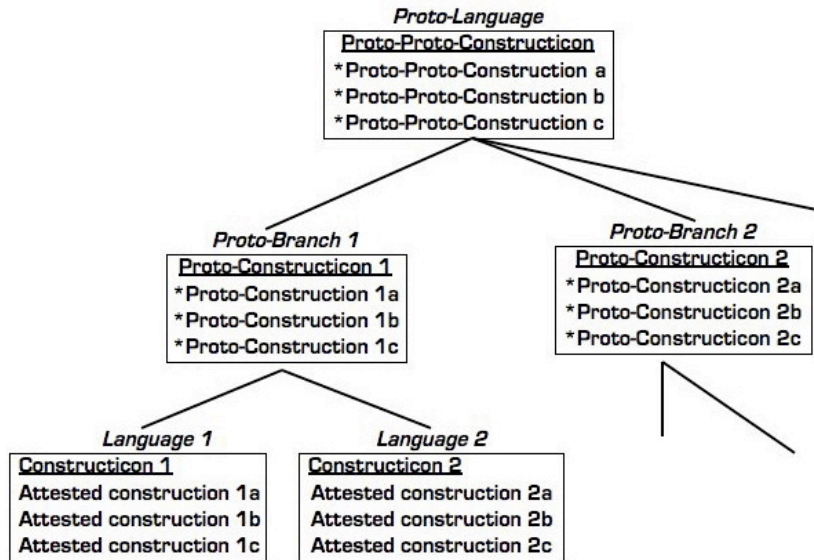 Proto-Language
Proto-Proto-Constructicon
*Proto-Proto-Construction a
*Proto-Proto-Construction b
*Proto-Proto-Construction c
Proto-Branch 1
Proto-Constructicon 1
*Proto-Construction 1a
*Proto-Construction 1b
*Proto-Construction 1c
Proto-Branch 2
Proto-Constructicon 2
*Proto-Constructicon 2a
*Proto-Constructicon 2b
*Proto-Constructicon 2c
Language 1
Constructicon 1
Attested construction 1a
Attested construction 1b
Attested construction 1c
Language 2
Constructicon 2
Attested construction 2a
Attested construction 2b
Attested construction 2c